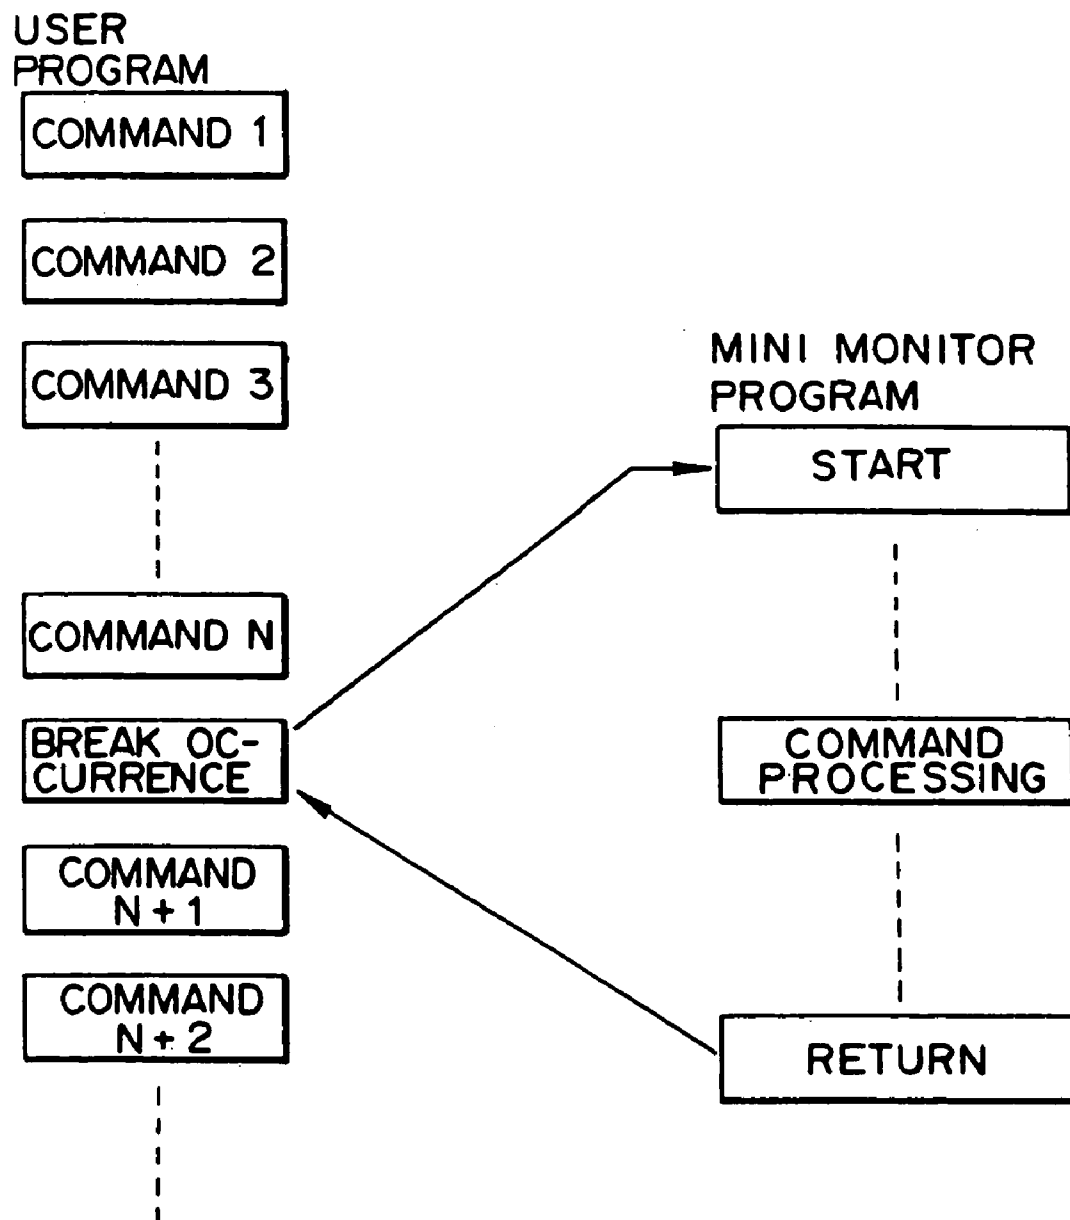 USER
PROGRAM
COMMAND 1
COMMAND 2
COMMAND 3
COMMAND N
BREAK OC-
CURRENCE
COMMAND
N+1
COMMAND
N+2
MINI MONITOR
PROGRAM
START
COMMAND
PROCESSING
RETURN